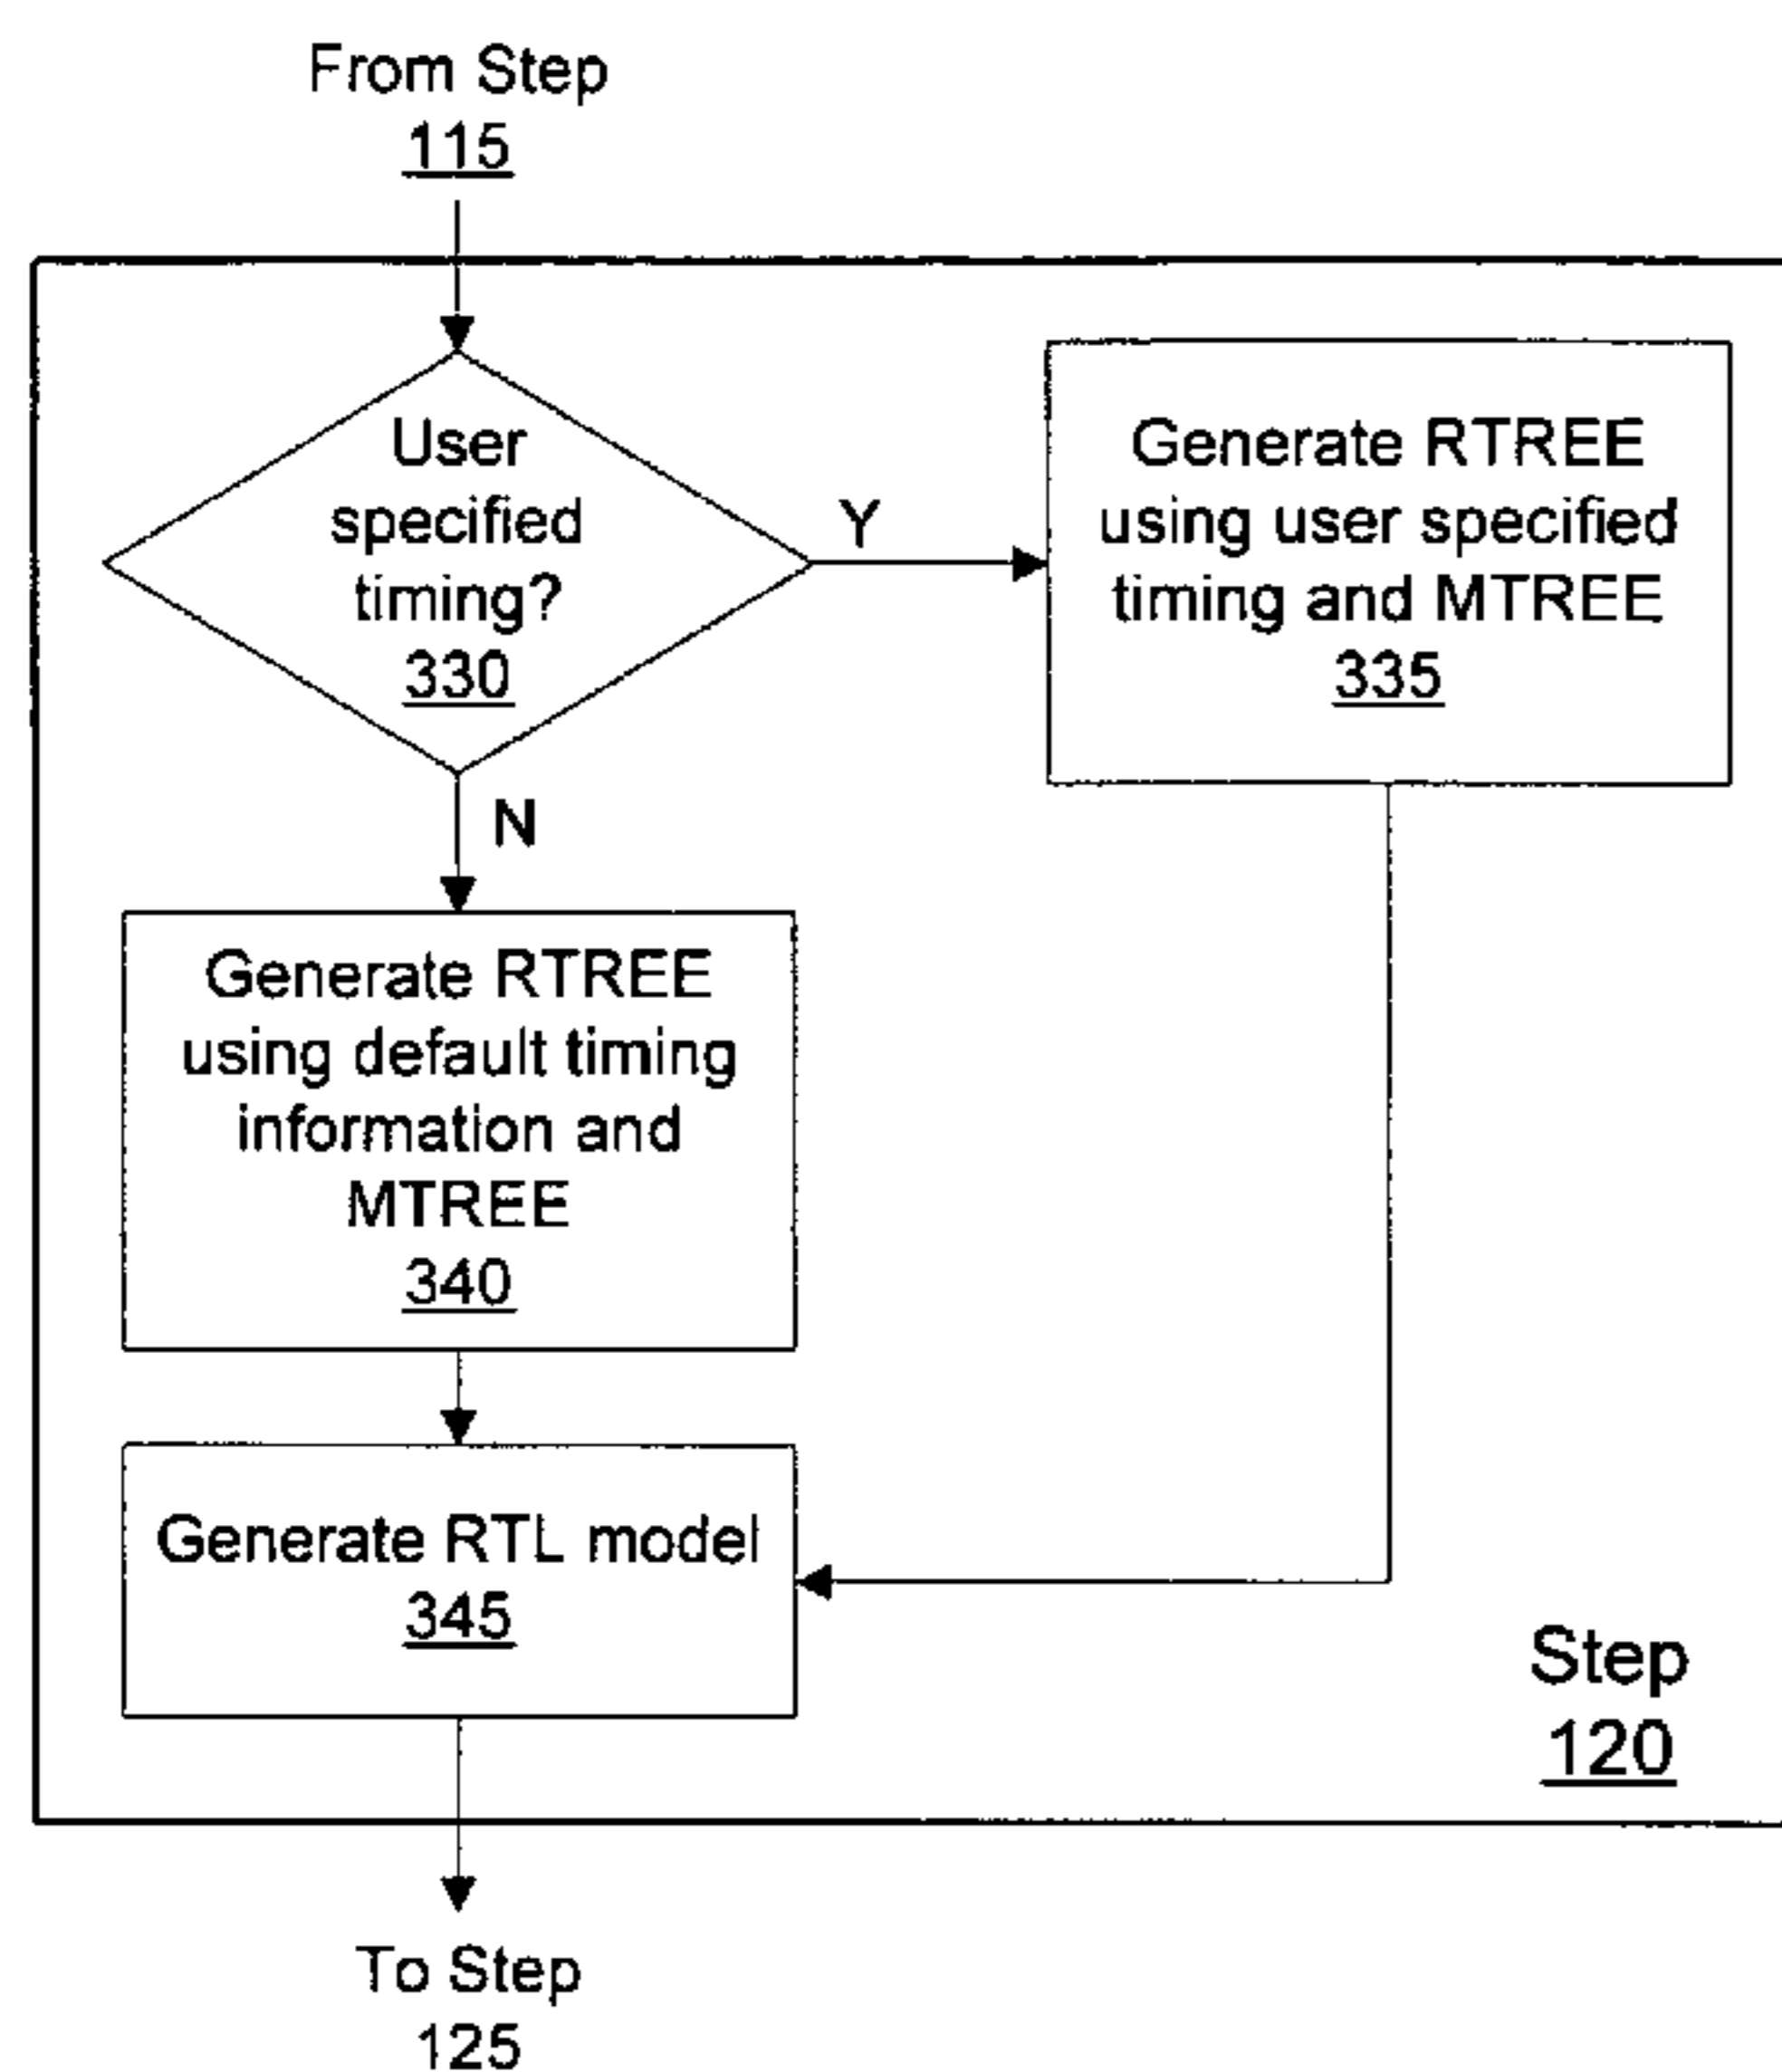 From Step
115
User
specified
timing?
330
Y
Generate RTREE
using user specified
timing and MTREE
335
N
Generate RTREE
using default timing
information and
MTREE
340
Generate RTL model
345
Step
120
To Step
125